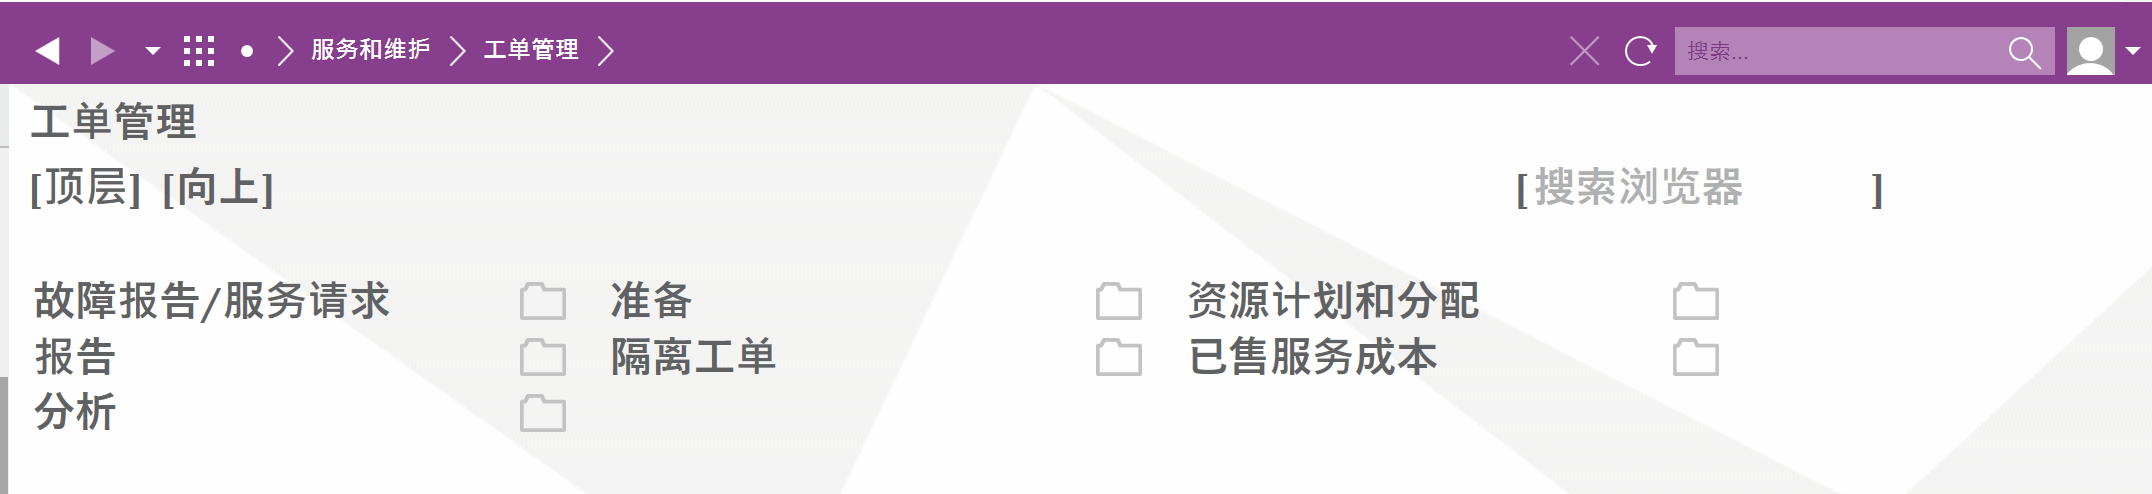 服务和维护 工单管理 搜索...
工单管理
[顶层] [向上] [搜索浏览器 ]
故障报告/服务请求 准备 资源计划和分配
报告 隔离工单 已售服务成本
分析